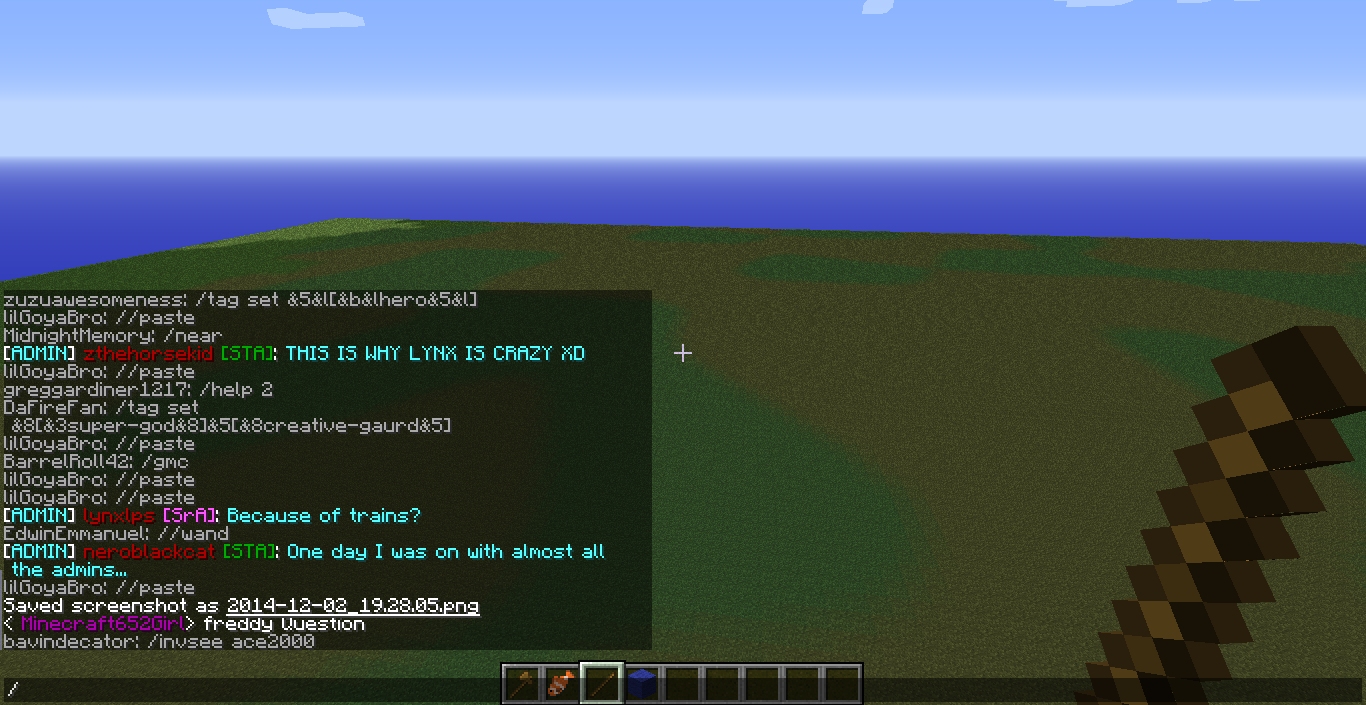 zuzuawesomeness: /tag set &5&l[&b&lhero&5&l]
lilGoyaBro: //paste
MidnightMemory: /near
[ADMIN] zthehorsekid [STA]: THIS IS WHY LYNX IS CRAZY XD
lilGoyaBro: //paste
greggardiner1217: /help 2
DaFireFan: /tag set
&8[&3super-god&8]&5[&8creative-gaurd&5]
lilGoyaBro: //paste
BarrelRoll42: /gmc
lilGoyaBro: //paste
lilGoyaBro: //paste
[ADMIN] lynxlps [SrA]: Because of trains?
EdwinEmmanuel: //wand
[ADMIN] neroblackcat [STA]: One day I was on with almost all
the admins...
lilGoyaBro: //paste
Saved screenshot as 2014-12-02_19.28.05.png
< Minecraft652Girl> freddy Vuestion
bavindecator: /invsee ace2000
/